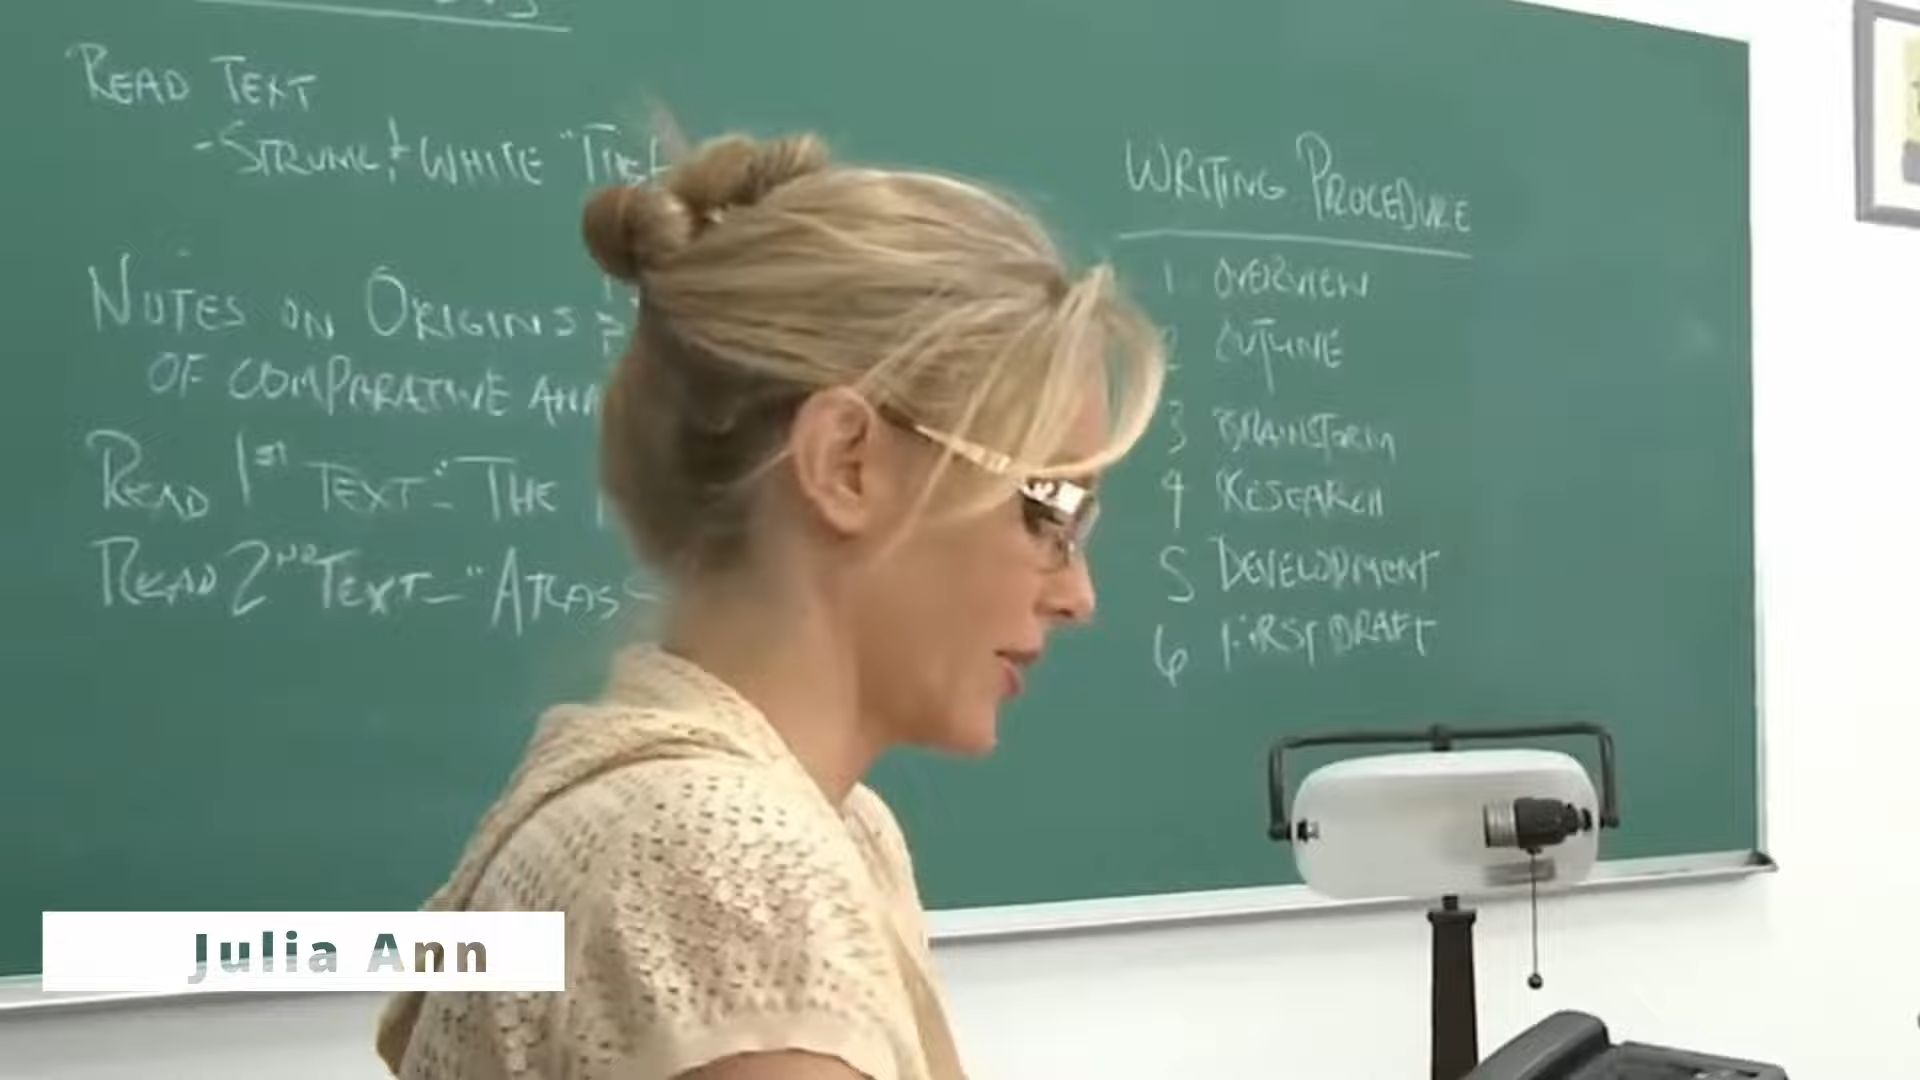 READ TEXT
- STRUNK & WHITE "THE
NOTES ON ORIGINS &
OF COMPARATIVE ANA
READ 1ST TEXT - "THE
READ 2ND TEXT - "ATLAS
WRITING PROCEDURE
1 OVERVIEW
2 OUTLINE
3 BRAINSTORM
4 RESEARCH
5 DEVELOPMENT
6 FIRST DRAFT
Julia Ann